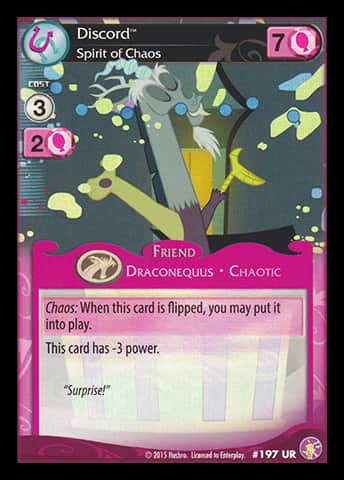 Discord™
Spirit of Chaos
7
COST
3
2
FRIEND
DRACONEQUUS • CHAOTIC
Chaos: When this card is flipped, you may put it
into play.
This card has -3 power.
"Surprise!"
© 2015 Hasbro. Licensed to Enterplay. #197 UR